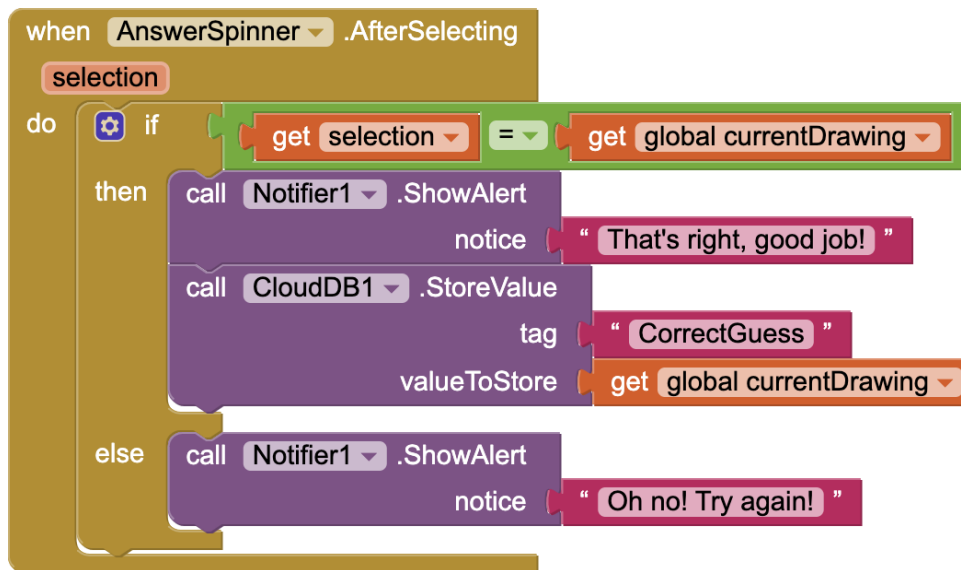 when AnswerSpinner .AfterSelecting
selection
do if get selection = get global currentDrawing
then call Notifier1 .ShowAlert
notice “ That's right, good job! ”
call CloudDB1 .StoreValue
tag “ CorrectGuess ”
valueToStore get global currentDrawing
else call Notifier1 .ShowAlert
notice “ Oh no! Try again! ”